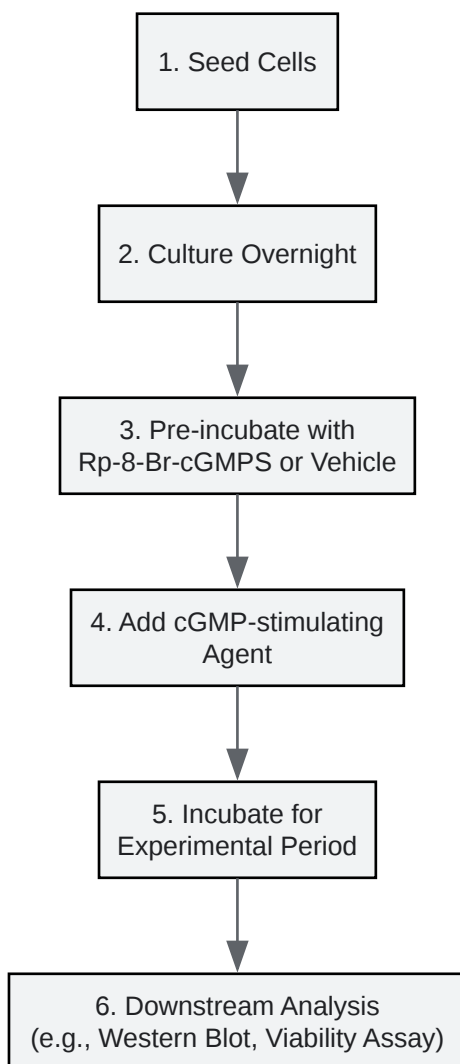 1. Seed Cells
2. Culture Overnight
3. Pre-incubate with
Rp-8-Br-cGMPS or Vehicle
4. Add cGMP-stimulating
Agent
5. Incubate for
Experimental Period
6. Downstream Analysis
(e.g., Western Blot, Viability Assay)